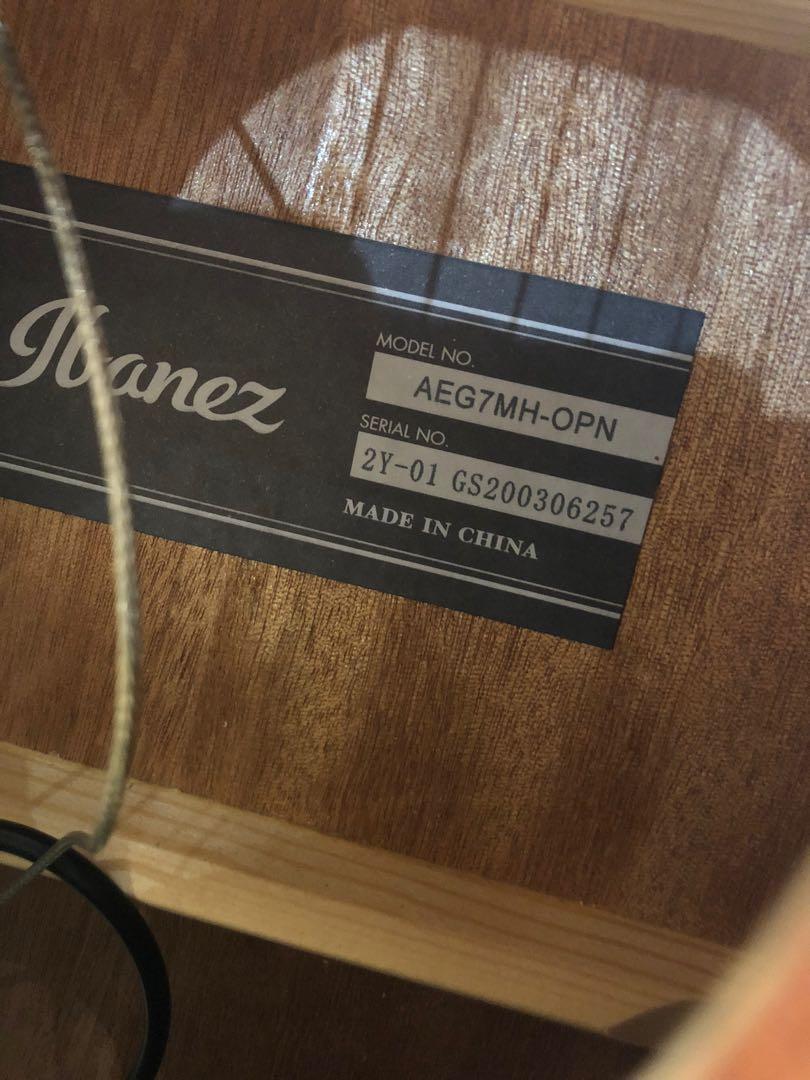 Ibanez
MODEL NO.
AEG7MH-OPN
SERIAL NO.
2Y-01 GS200306257
MADE IN CHINA